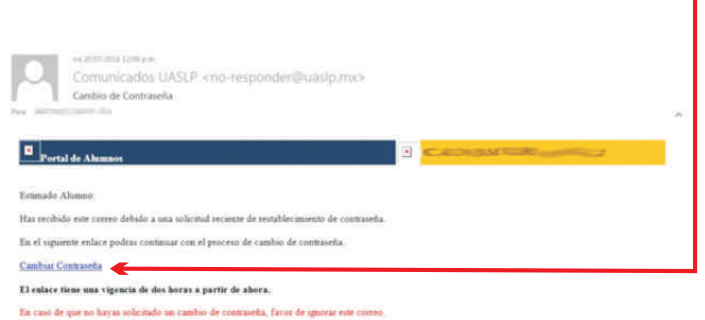 Comunicados UASLP <no-responder@uaslp.mx>
Cambio de Contraseña
Para
Portal de Alumnos
Estimado Alumno:
Has recibido este correo debido a una solicitud reciente de restablecimiento de contraseña.
En el siguiente enlace podras continuar con el proceso de cambio de contraseña.
Cambiar Contraseña
El enlace tiene una vigencia de dos horas a partir de ahora.
En caso de que no hayas solicitado un cambio de contraseña, favor de ignorar este correo.